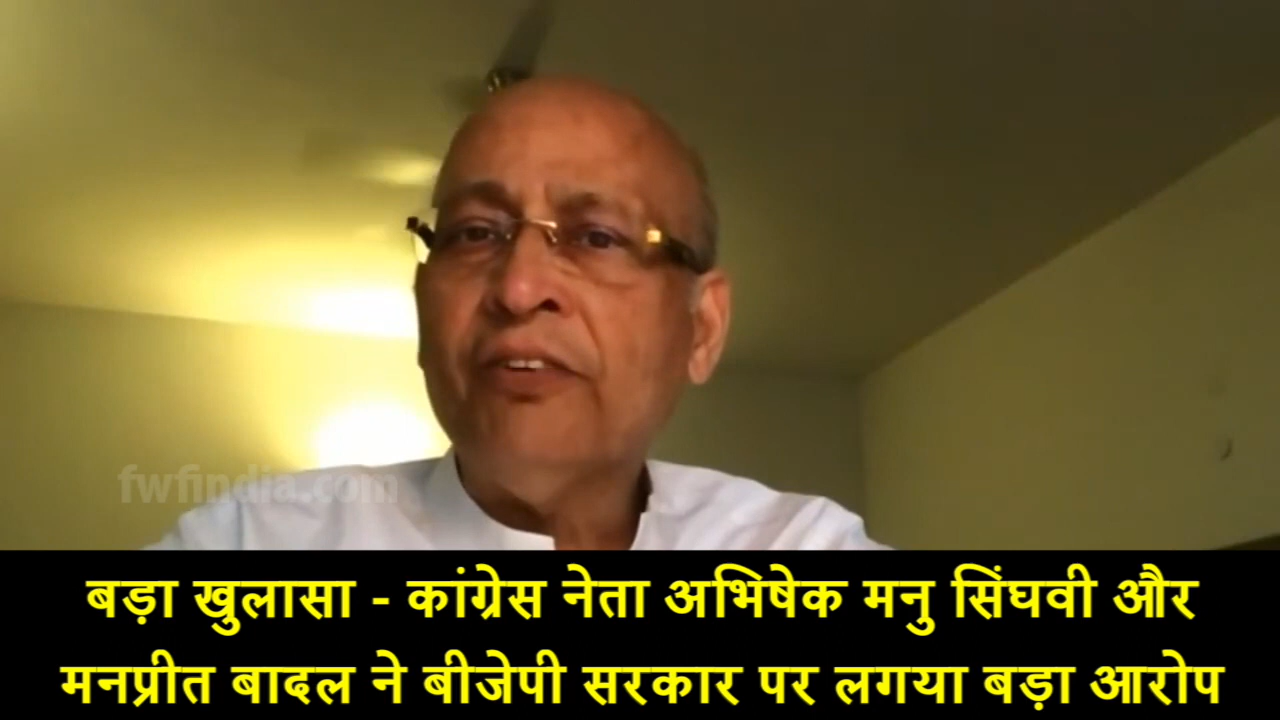 fwfindia.com
बड़ा खुलासा - कांग्रेस नेता अभिषेक मनु सिंघवी और
मनप्रीत बादल ने बीजेपी सरकार पर लगया बड़ा आरोप